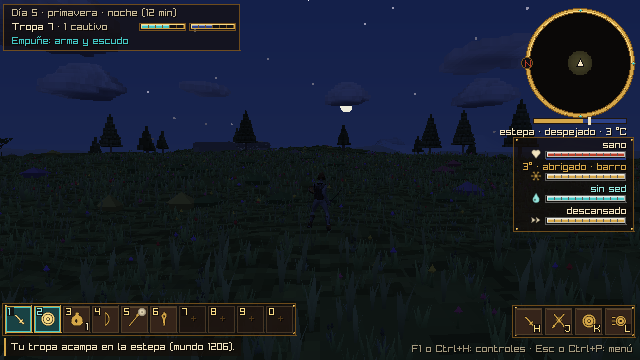 Día 5 · primavera · noche (12 min)
Tropa 7 · 1 cautivo
Empuñe: arma y escudo
N
estepa · despejado · 3 °C
sano
3° · abrigado · barro
sin sed
descansado
1 2 3 1 4 5 6 7 8 9 0
H J K L
Tu tropa acampa en la estepa (mundo 1206).
F1 o Ctrl+H: controles · Esc o Ctrl+P: menú